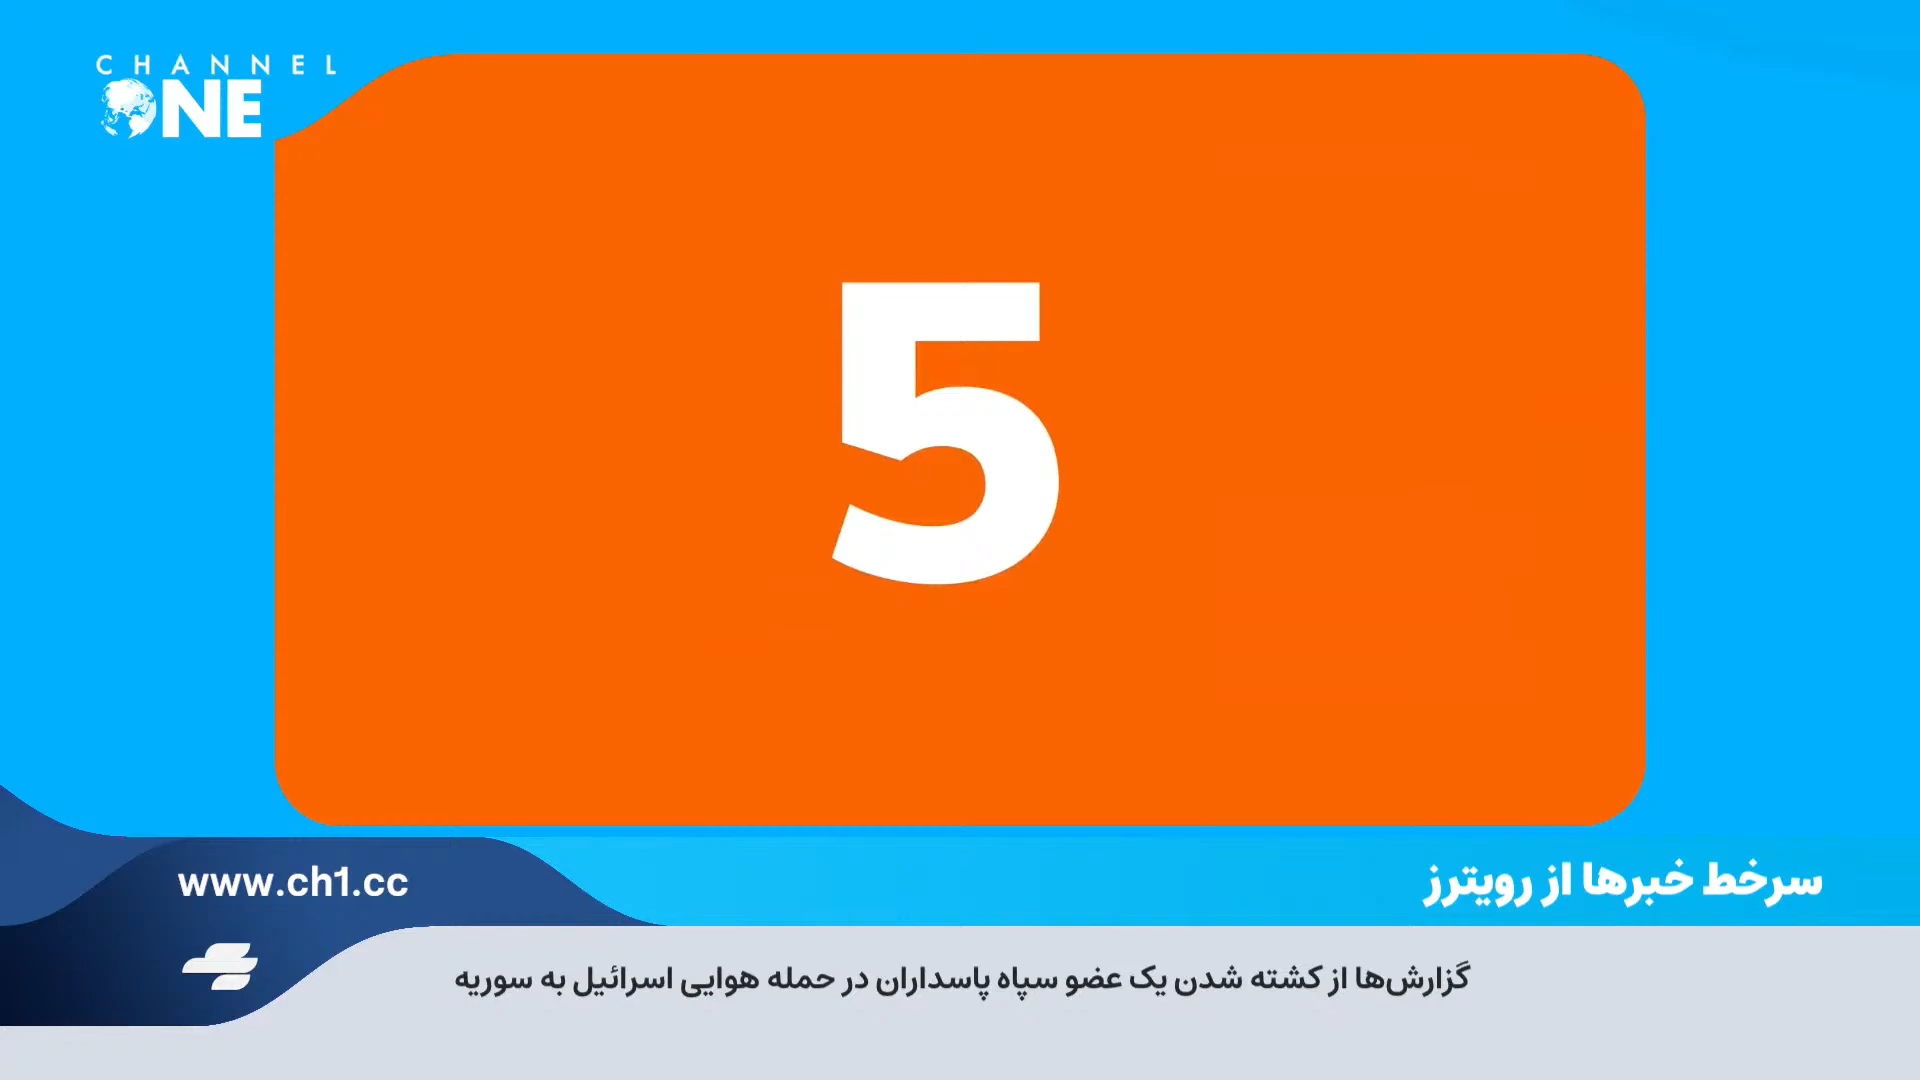 CHANNEL
ONE
5
www.ch1.cc
سرخط خبرها از رویترز
گزارش‌ها از کشته شدن یک عضو سپاه پاسداران در حمله هوایی اسرائیل به سوریه